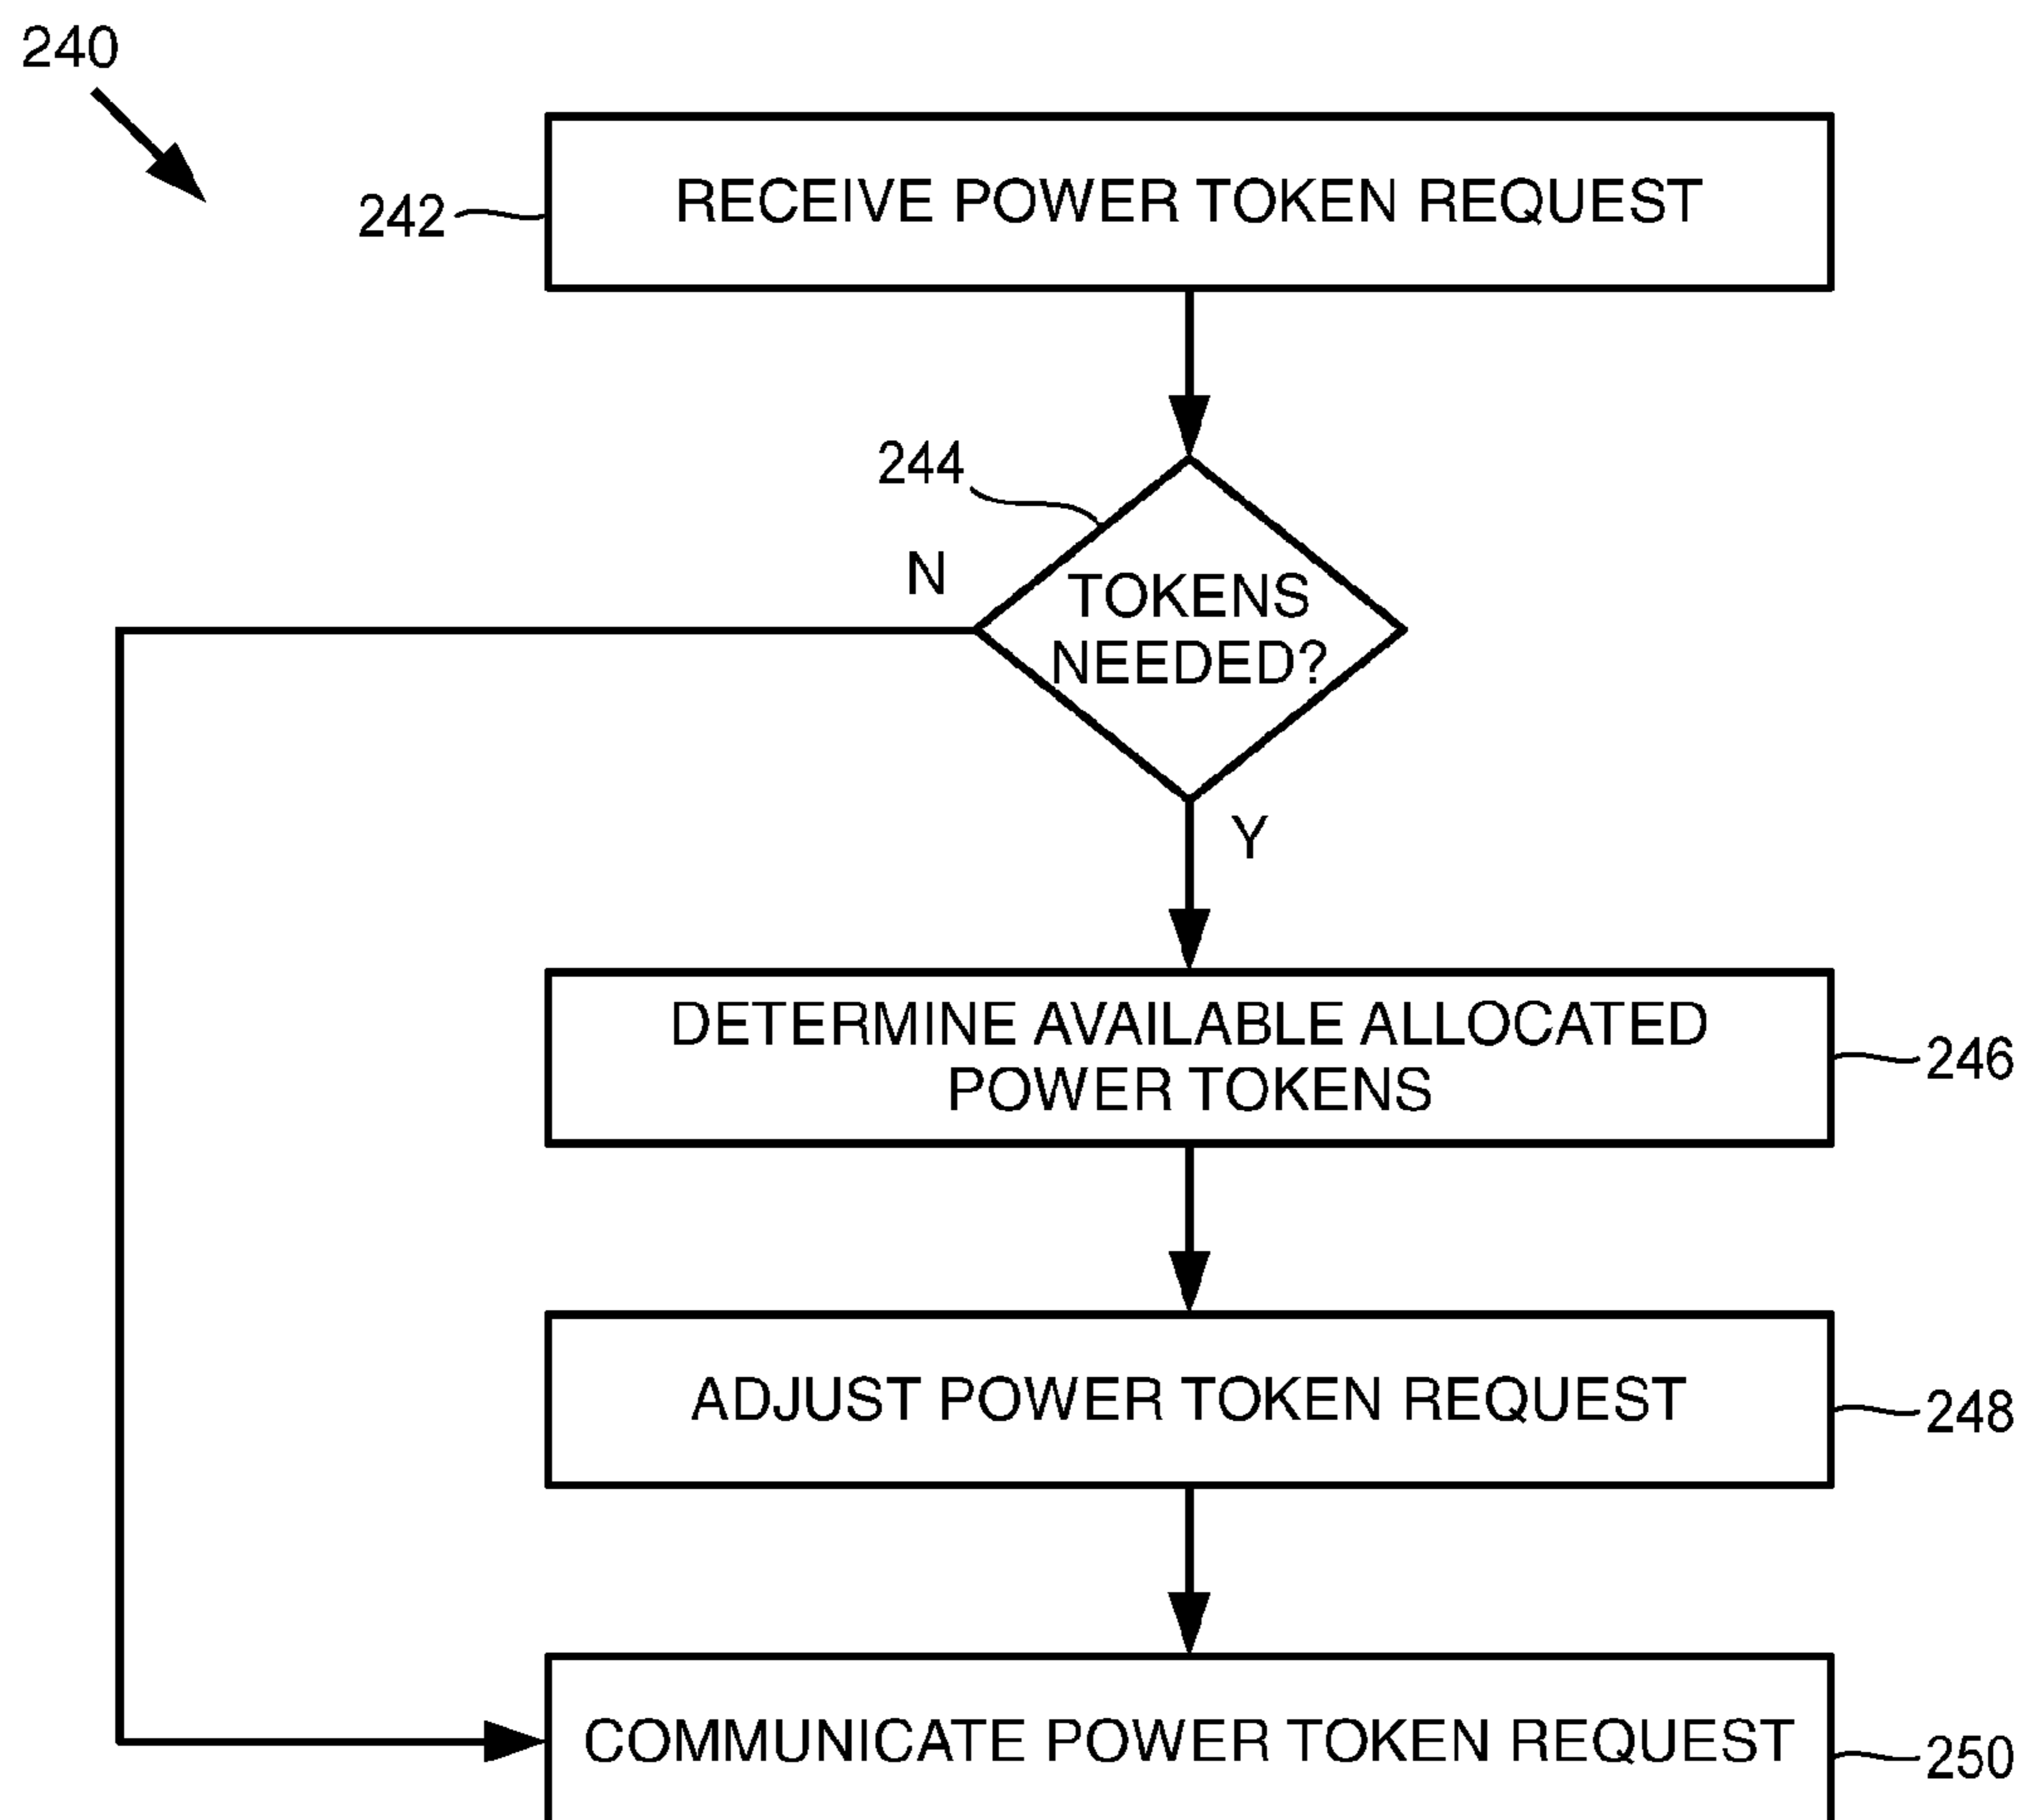 240
242
RECEIVE POWER TOKEN REQUEST
244
N
TOKENS
NEEDED?
Y
DETERMINE AVAILABLE ALLOCATED
POWER TOKENS
246
ADJUST POWER TOKEN REQUEST
248
COMMUNICATE POWER TOKEN REQUEST
250